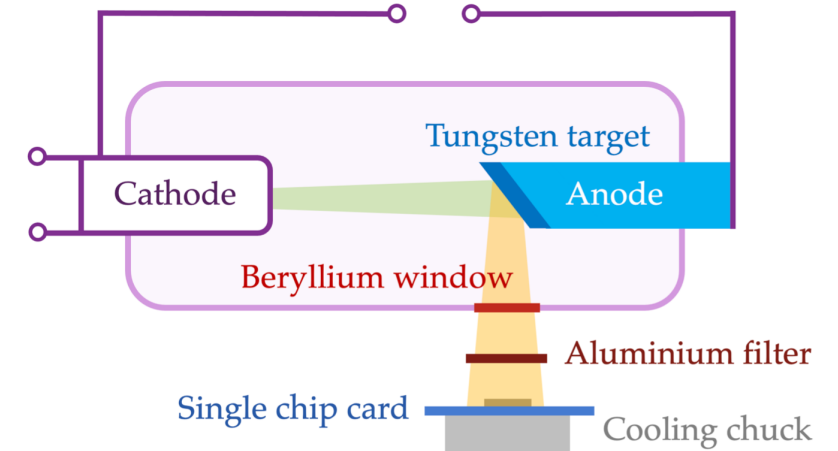 Tungsten target
Cathode
Anode
Beryllium window
Aluminium filter
Single chip card
Cooling chuck